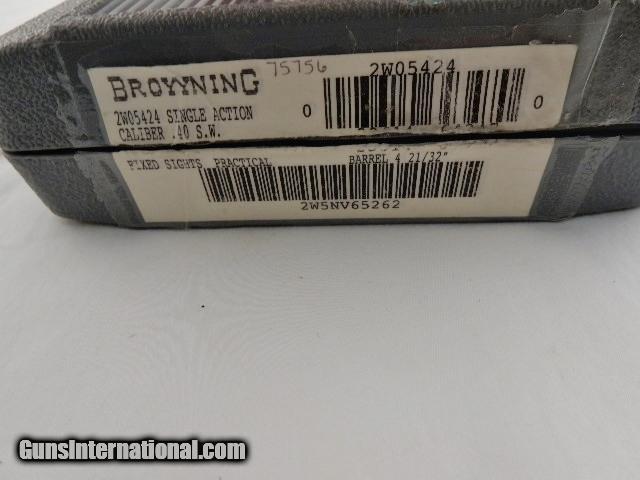 BROWNING 75756 2W05424
2W05424 SINGLE ACTION
CALIBER .40 S.W.
0 0
FIXED SIGHTS PRACTICAL BARREL 4 21/32"
2W5NV65262
GunsInternational.com